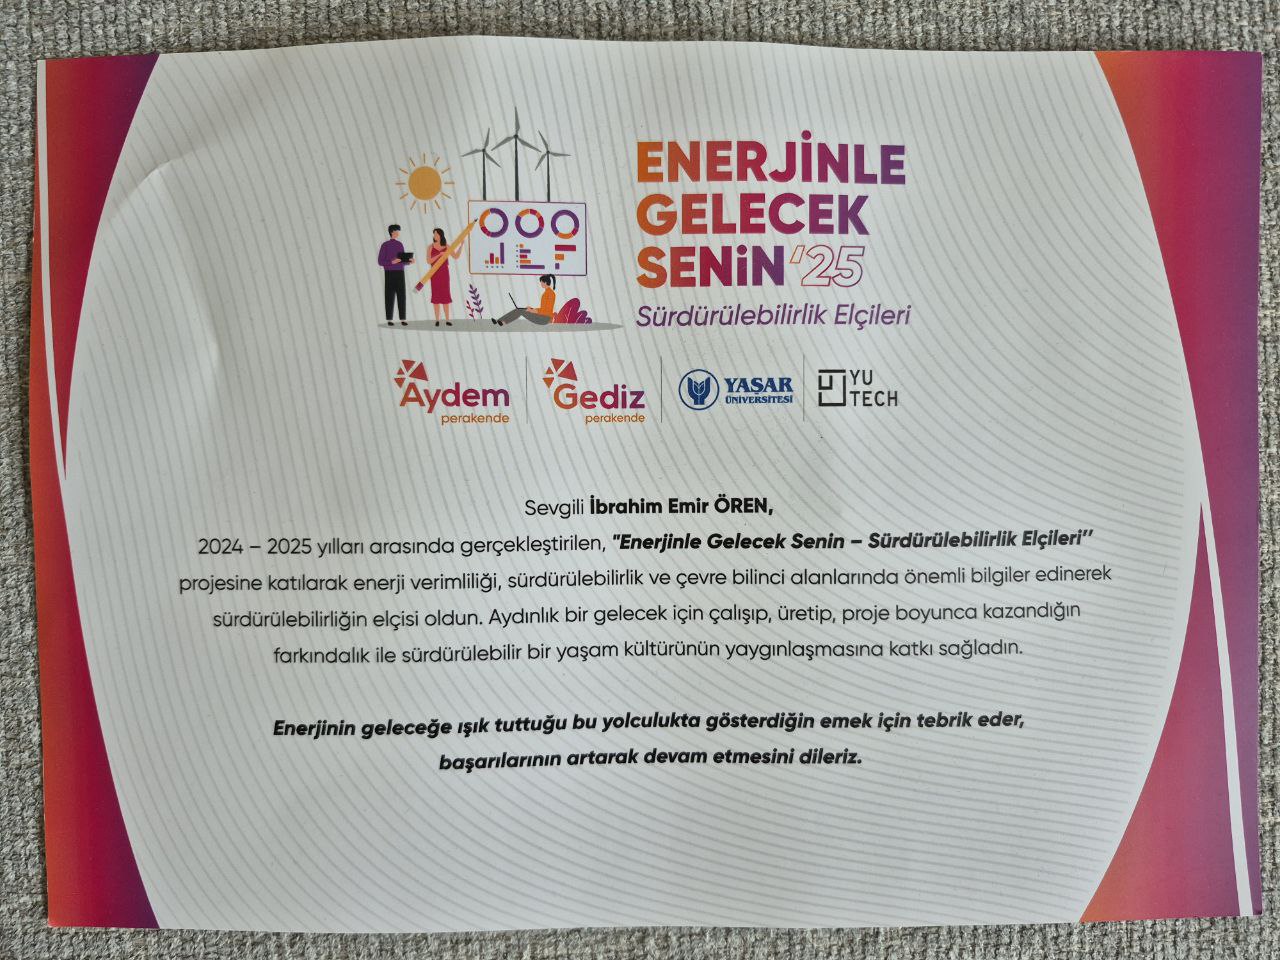 ENERJİNLE
GELECEK
SENiN '25
Sürdürülebilirlik Elçileri
Aydem
perakende
Gediz
perakende
YAŞAR
ÜNİVERSİTESİ
YU
TECH
Sevgili İbrahim Emir ÖREN,
2024 – 2025 yılları arasında gerçekleştirilen, "Enerjinle Gelecek Senin – Sürdürülebilirlik Elçileri’’
projesine katılarak enerji verimliliği, sürdürülebilirlik ve çevre bilinci alanlarında önemli bilgiler edinerek
sürdürülebilirliğin elçisi oldun. Aydınlık bir gelecek için çalışıp, üretip, proje boyunca kazandığın
farkındalık ile sürdürülebilir bir yaşam kültürünün yaygınlaşmasına katkı sağladın.
Enerjinin geleceğe ışık tuttuğu bu yolculukta gösterdiğin emek için tebrik eder,
başarılarının artarak devam etmesini dileriz.